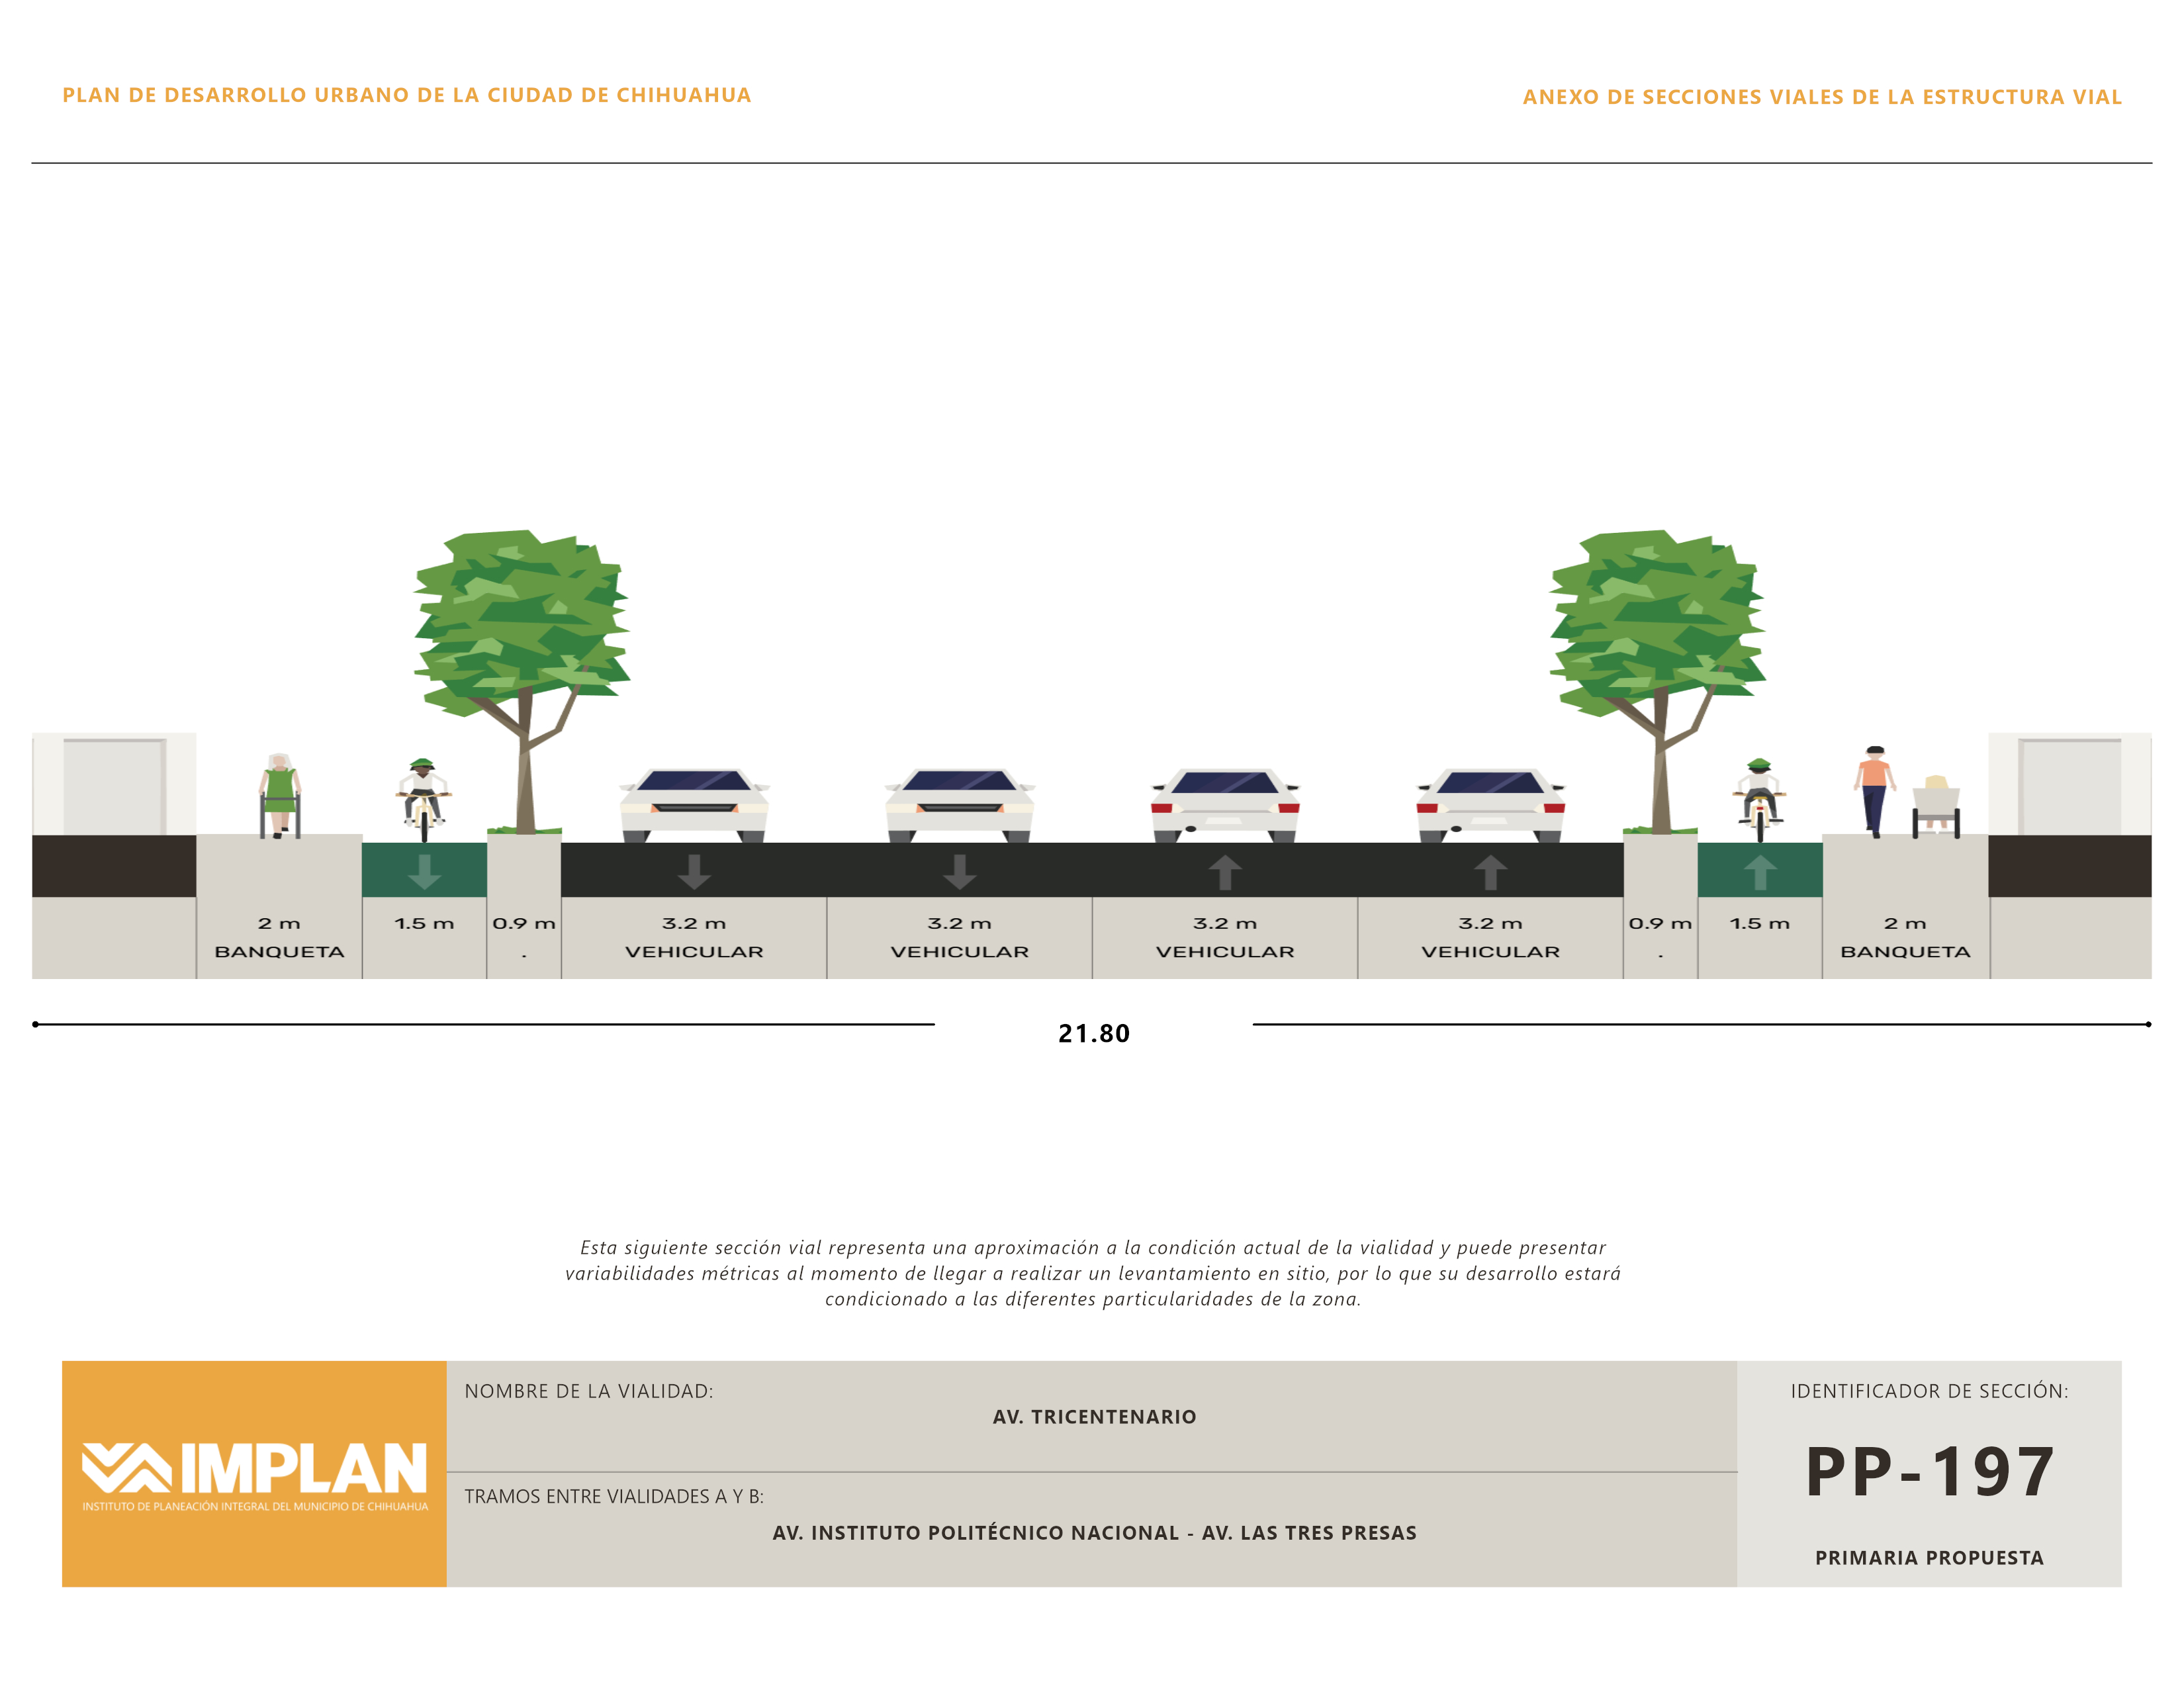 PLAN DE DESARROLLO URBANO DE LA CIUDAD DE CHIHUAHUA
ANEXO DE SECCIONES VIALES DE LA ESTRUCTURA VIAL
2 m 1.5 m 0.9 m 3.2 m 3.2 m 3.2 m 3.2 m 0.9 m 1.5 m 2 m
BANQUETA . VEHICULAR VEHICULAR VEHICULAR VEHICULAR . BANQUETA
21.80
Esta siguiente sección vial representa una aproximación a la condición actual de la vialidad y puede presentar
variabilidades métricas al momento de llegar a realizar un levantamiento en sitio, por lo que su desarrollo estará
condicionado a las diferentes particularidades de la zona.
IMPLAN
INSTITUTO DE PLANEACIÓN INTEGRAL DEL MUNICIPIO DE CHIHUAHUA
NOMBRE DE LA VIALIDAD:
AV. TRICENTENARIO
TRAMOS ENTRE VIALIDADES A Y B:
AV. INSTITUTO POLITÉCNICO NACIONAL - AV. LAS TRES PRESAS
IDENTIFICADOR DE SECCIÓN:
PP-197
PRIMARIA PROPUESTA